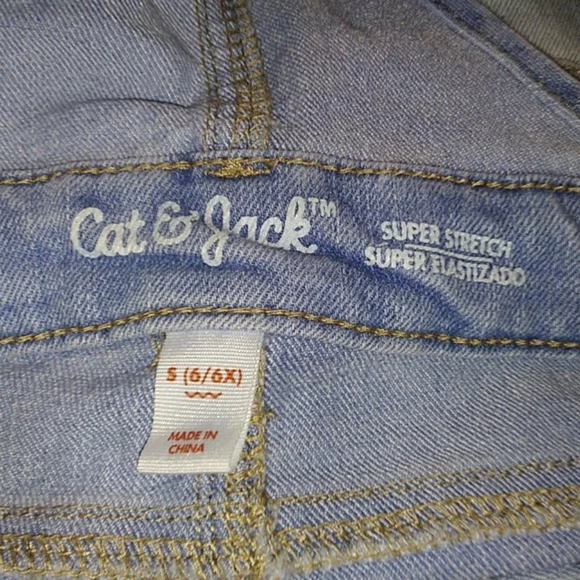 Cat & Jack™
SUPER STRETCH
SÚPER ELASTIZADO
S (6/6X)
MADE IN
CHINA